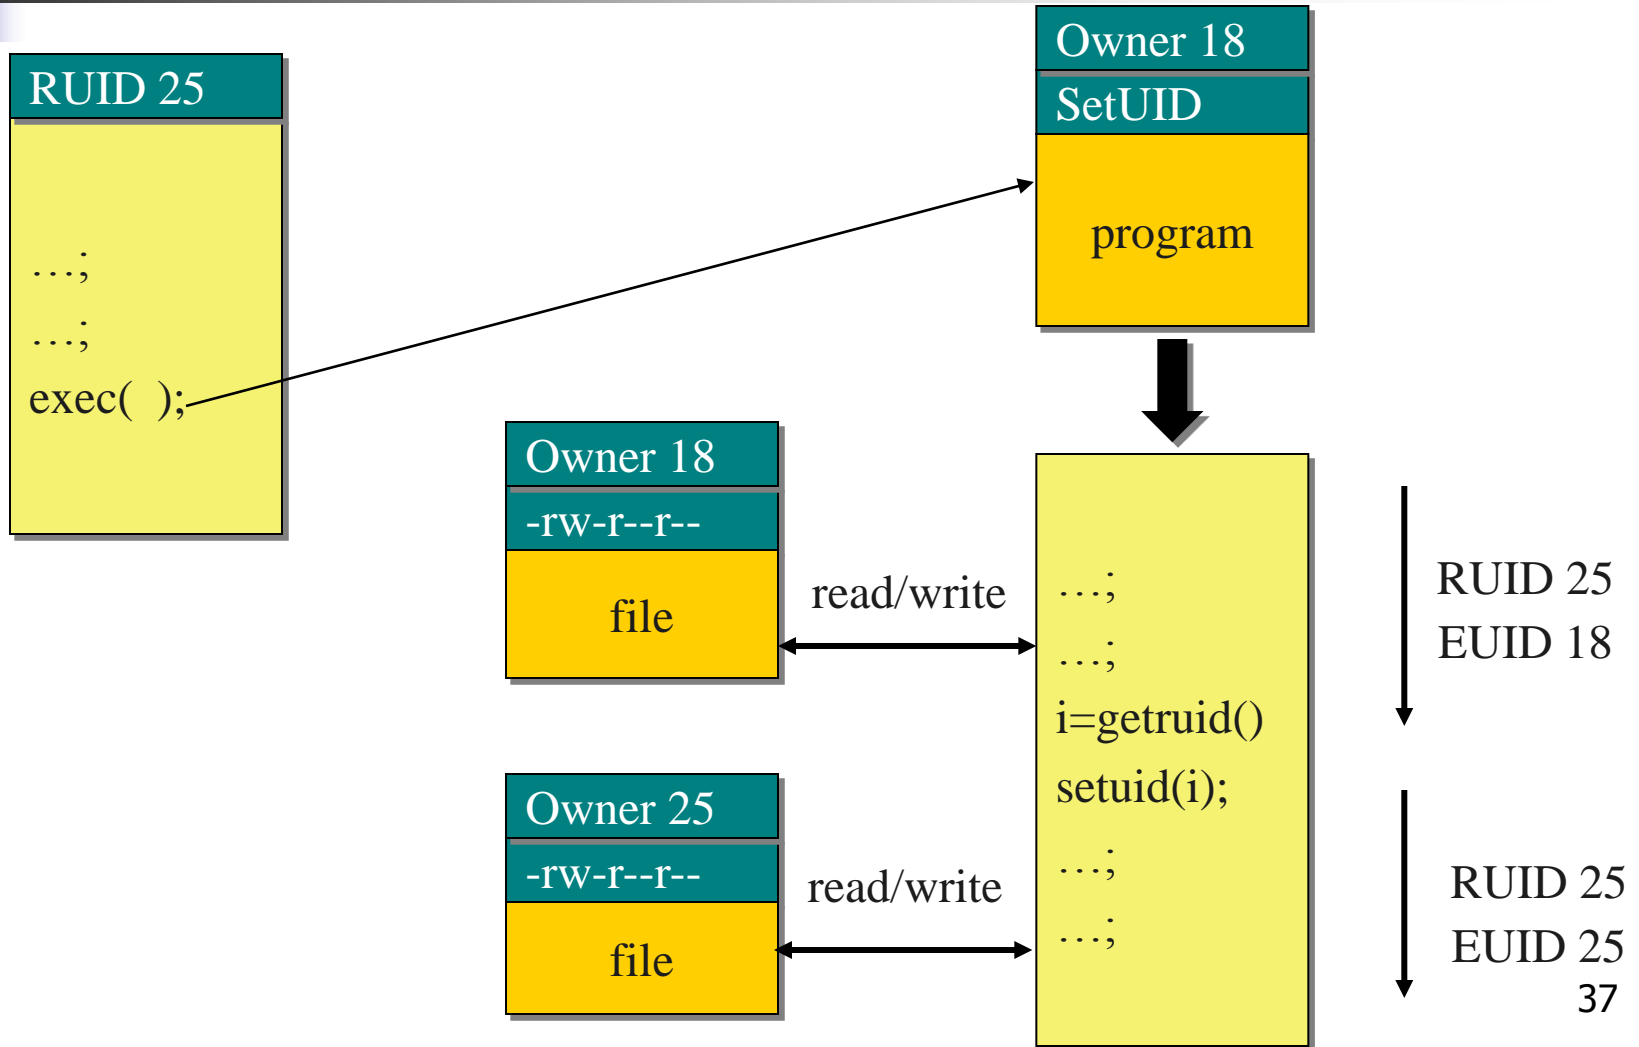 RUID 25
…;
…;
exec( );
Owner 18
SetUID
program
Owner 18
-rw-r--r--
file
read/write
Owner 25
-rw-r--r--
file
read/write
…;
…;
i=getruid()
setuid(i);
…;
…;
RUID 25
EUID 18
RUID 25
EUID 25
37